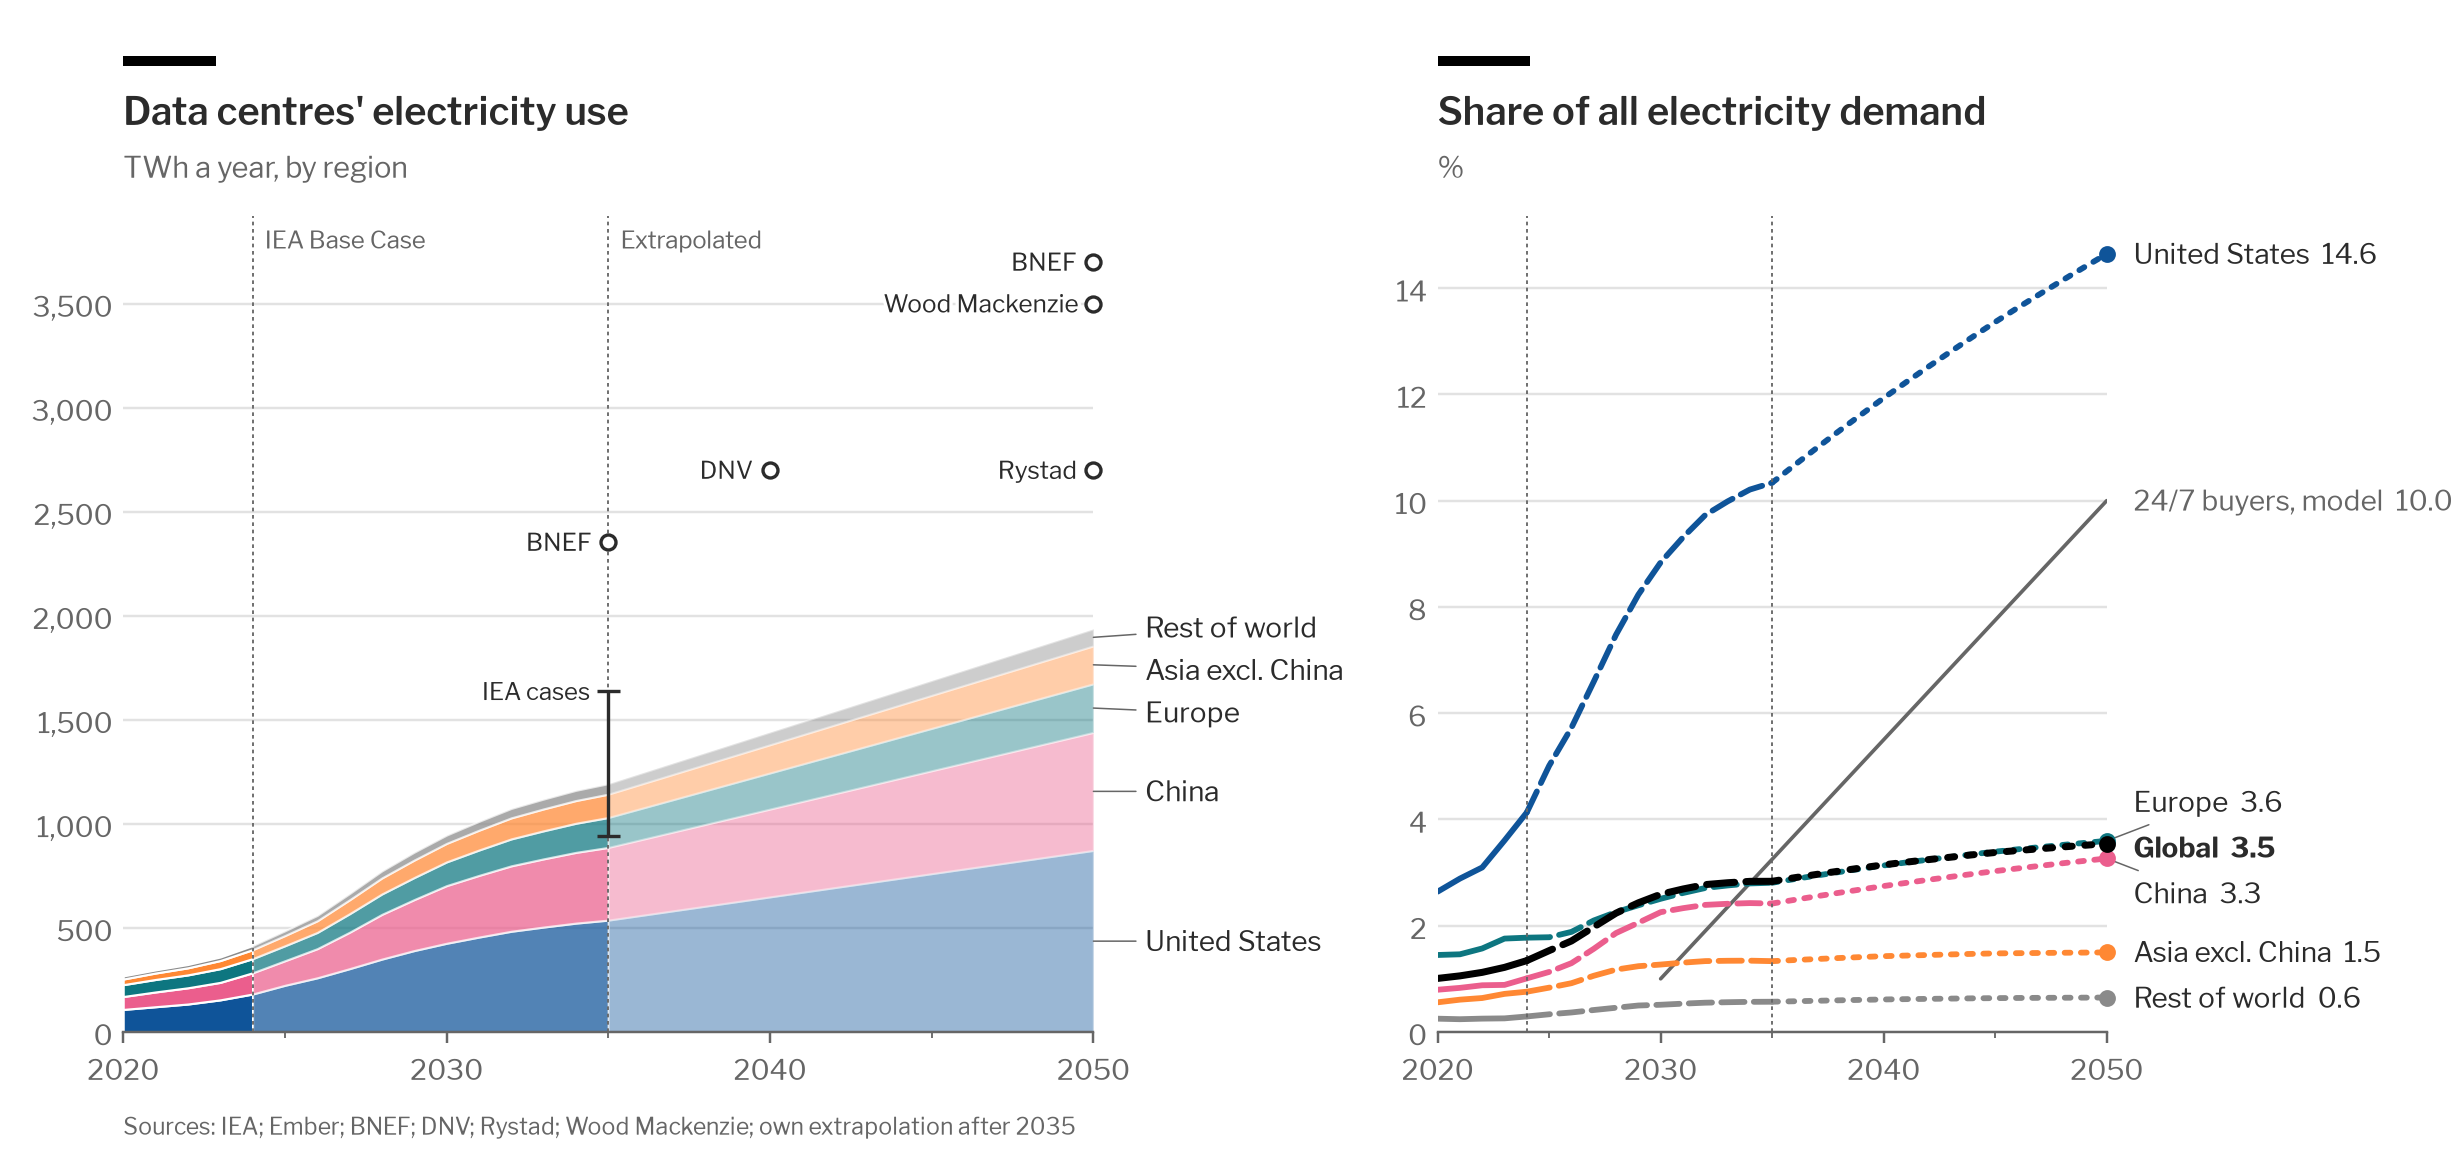 Data centres' electricity use
TWh a year, by region
IEA Base Case
Extrapolated
BNEF
Wood Mackenzie
DNV
Rystad
BNEF
IEA cases
3,500
3,000
2,500
2,000
1,500
1,000
500
0
Rest of world
Asia excl. China
Europe
China
United States
2020
2030
2040
2050
Sources: IEA; Ember; BNEF; DNV; Rystad; Wood Mackenzie; own extrapolation after 2035
Share of all electricity demand
%
14
12
10
8
6
4
2
0
United States 14.6
24/7 buyers, model 10.0
Europe 3.6
Global 3.5
China 3.3
Asia excl. China 1.5
Rest of world 0.6
2020
2030
2040
2050